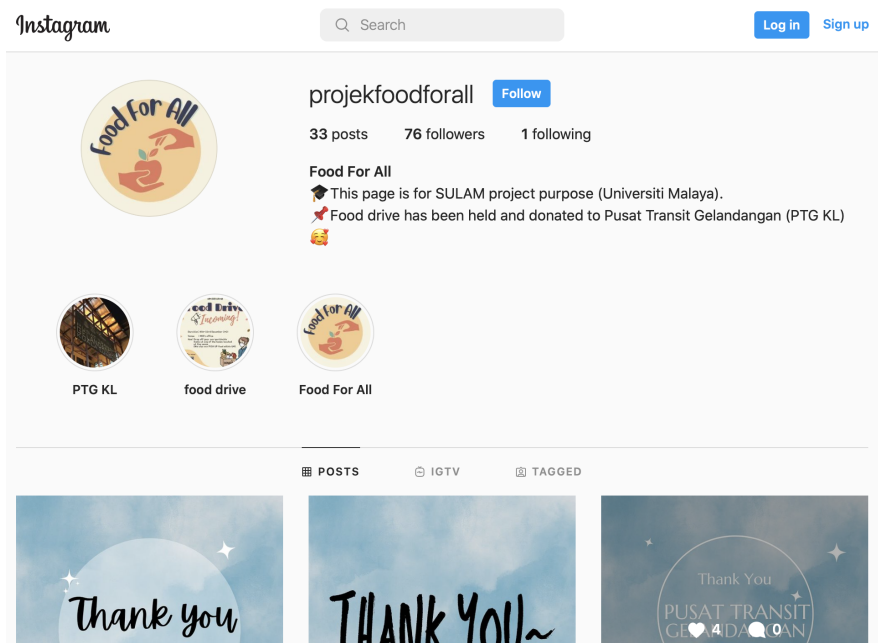 Instagram
Search
Log in
Sign up
Food For All
projekfoodforall
Follow
33 posts 76 followers 1 following
Food For All
🎓This page is for SULAM project purpose (Universiti Malaya).
📌Food drive has been held and donated to Pusat Transit Gelandangan (PTG KL)
🥰
Food Drive
Incoming!
Food For All
PTG KL
food drive
Food For All
POSTS
IGTV
TAGGED
Thank you
THANK YOU~
Thank You
PUSAT TRANSIT
GELANDANGAN
4 0